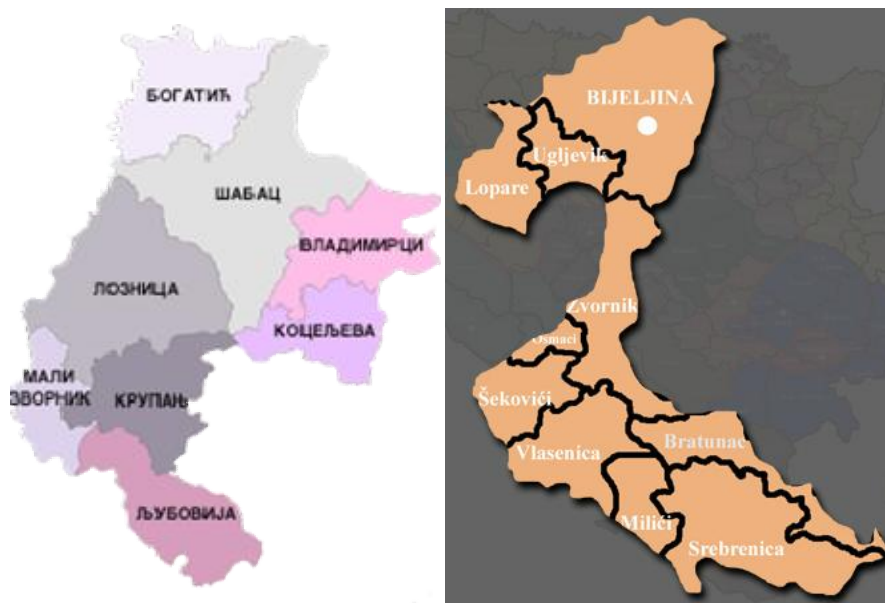 БОГАТИЋ
ШАБАЦ
ВЛАДИМИРЦИ
ЛОЗНИЦА
КОЦЕЉЕВА
МАЛИ
ЗВОРНИК
КРУПАЊ
ЉУБОВИЈА
BIJELJINA
Ugljevik
Lopare
Zvornik
Osmaci
Šekovići
Vlasenica
Bratunac
Milići
Srebrenica